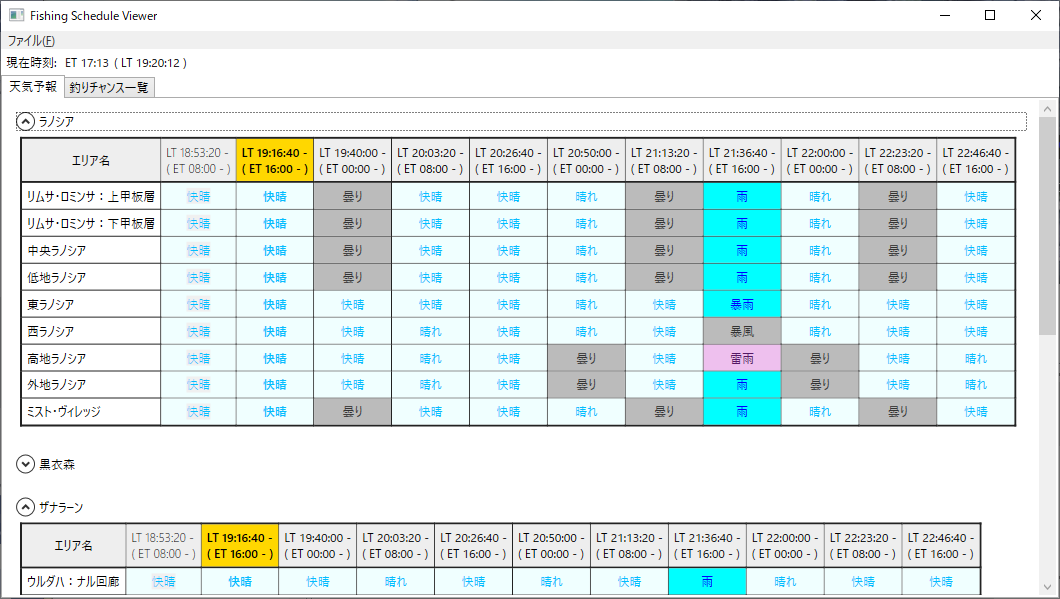 Fishing Schedule Viewer
ファイル(F)
現在時刻: ET 17:13 ( LT 19:20:12 )
天気予報 釣りチャンス一覧
ラノシア
エリア名 LT 18:53:20 - LT 19:16:40 - LT 19:40:00 - LT 20:03:20 - LT 20:26:40 - LT 20:50:00 - LT 21:13:20 - LT 21:36:40 - LT 22:00:00 - LT 22:23:20 - LT 22:46:40 -
( ET 08:00 - ) ( ET 16:00 - ) ( ET 00:00 - ) ( ET 08:00 - ) ( ET 16:00 - ) ( ET 00:00 - ) ( ET 08:00 - ) ( ET 16:00 - ) ( ET 00:00 - ) ( ET 08:00 - ) ( ET 16:00 - )
リムサ・ロミンサ：上甲板層 快晴 快晴 曇り 快晴 快晴 晴れ 曇り 雨 晴れ 曇り 快晴
リムサ・ロミンサ：下甲板層 快晴 快晴 曇り 快晴 快晴 晴れ 曇り 雨 晴れ 曇り 快晴
中央ラノシア 快晴 快晴 曇り 快晴 快晴 晴れ 曇り 雨 晴れ 曇り 快晴
低地ラノシア 快晴 快晴 曇り 快晴 快晴 晴れ 曇り 雨 晴れ 曇り 快晴
東ラノシア 快晴 快晴 快晴 快晴 快晴 晴れ 快晴 暴雨 晴れ 快晴 快晴
西ラノシア 快晴 快晴 快晴 晴れ 快晴 晴れ 快晴 暴風 晴れ 快晴 快晴
高地ラノシア 快晴 快晴 快晴 晴れ 快晴 曇り 快晴 雷雨 曇り 快晴 晴れ
外地ラノシア 快晴 快晴 快晴 晴れ 快晴 曇り 快晴 雨 曇り 快晴 晴れ
ミスト・ヴィレッジ 快晴 快晴 曇り 快晴 快晴 晴れ 曇り 雨 晴れ 曇り 快晴
黒衣森
ザナラーン
エリア名 LT 18:53:20 - LT 19:16:40 - LT 19:40:00 - LT 20:03:20 - LT 20:26:40 - LT 20:50:00 - LT 21:13:20 - LT 21:36:40 - LT 22:00:00 - LT 22:23:20 - LT 22:46:40 -
( ET 08:00 - ) ( ET 16:00 - ) ( ET 00:00 - ) ( ET 08:00 - ) ( ET 16:00 - ) ( ET 00:00 - ) ( ET 08:00 - ) ( ET 16:00 - ) ( ET 00:00 - ) ( ET 08:00 - ) ( ET 16:00 - )
ウルダハ：ナル回廊 快晴 快晴 快晴 晴れ 快晴 晴れ 快晴 雨 晴れ 快晴 快晴